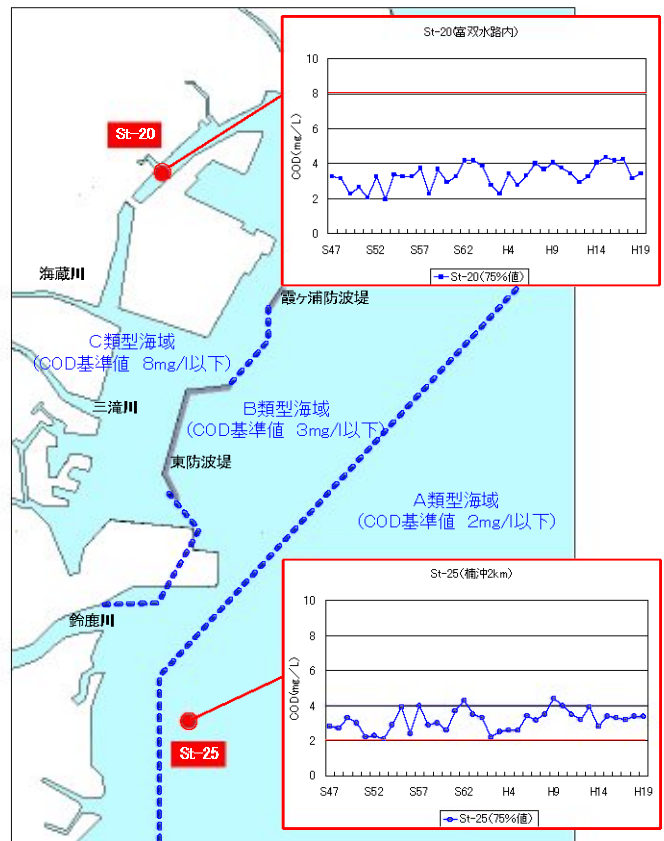 St-20(富双水路内)
COD(mg/L)
10
8
6
4
2
0
S47 S52 S57 S62 H4 H9 H14 H19
St-20(75%値)
St-20
海蔵川
霞ヶ浦防波堤
C類型海域
(COD基準値 8mg/l以下)
三滝川
B類型海域
(COD基準値 3mg/l以下)
東防波堤
A類型海域
(COD基準値 2mg/l以下)
鈴鹿川
St-25
St-25(楠沖2km)
COD(mg/L)
10
8
6
4
2
0
S47 S52 S57 S62 H4 H9 H14 H19
St-25(75%値)